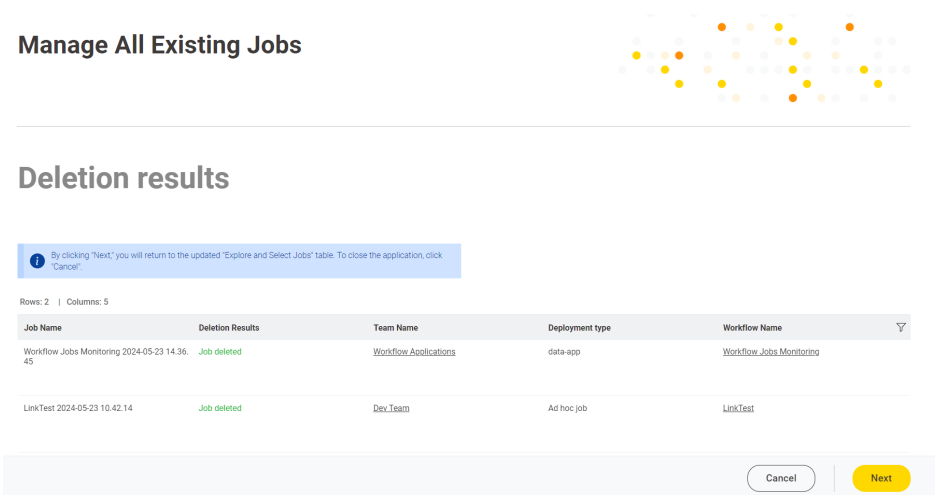 Manage All Existing Jobs
Deletion results
i
By clicking "Next," you will return to the updated "Explore and Select Jobs" table. To close the application, click
"Cancel".
Rows: 2 | Columns: 5
Job Name Deletion Results Team Name Deployment type Workflow Name
Workflow Jobs Monitoring 2024-05-23 14.36. Job deleted Workflow Applications data-app Workflow Jobs Monitoring
45
LinkTest 2024-05-23 10.42.14 Job deleted Dev Team Ad hoc job LinkTest
Cancel Next